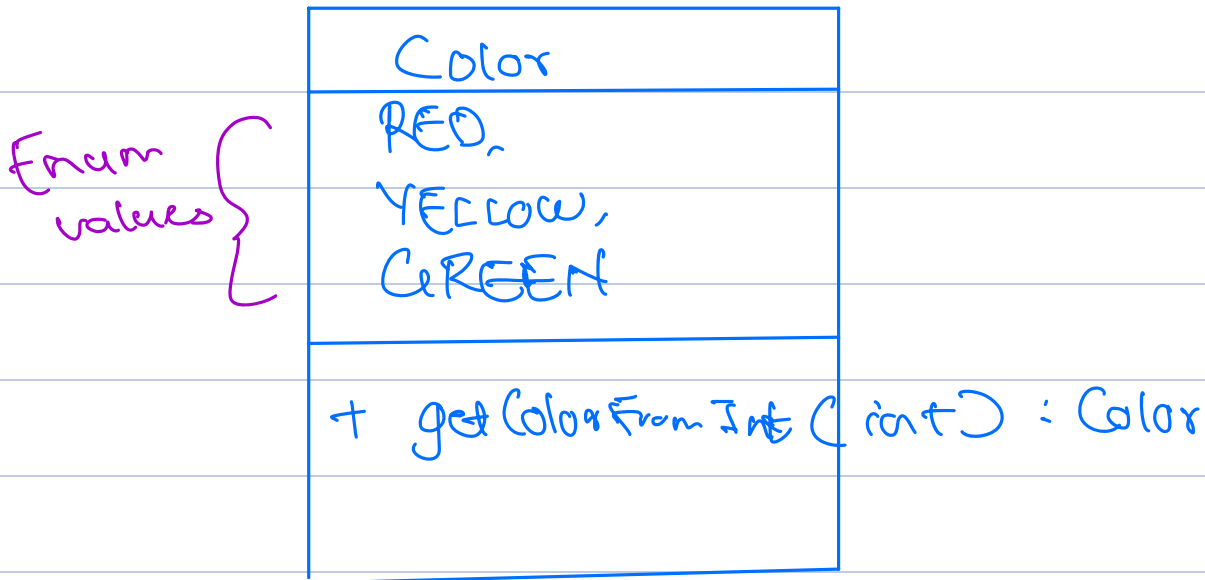 Color
Enum
values
RED,
YELLOW,
GREEN
+ getColorFromInt(int) : Color